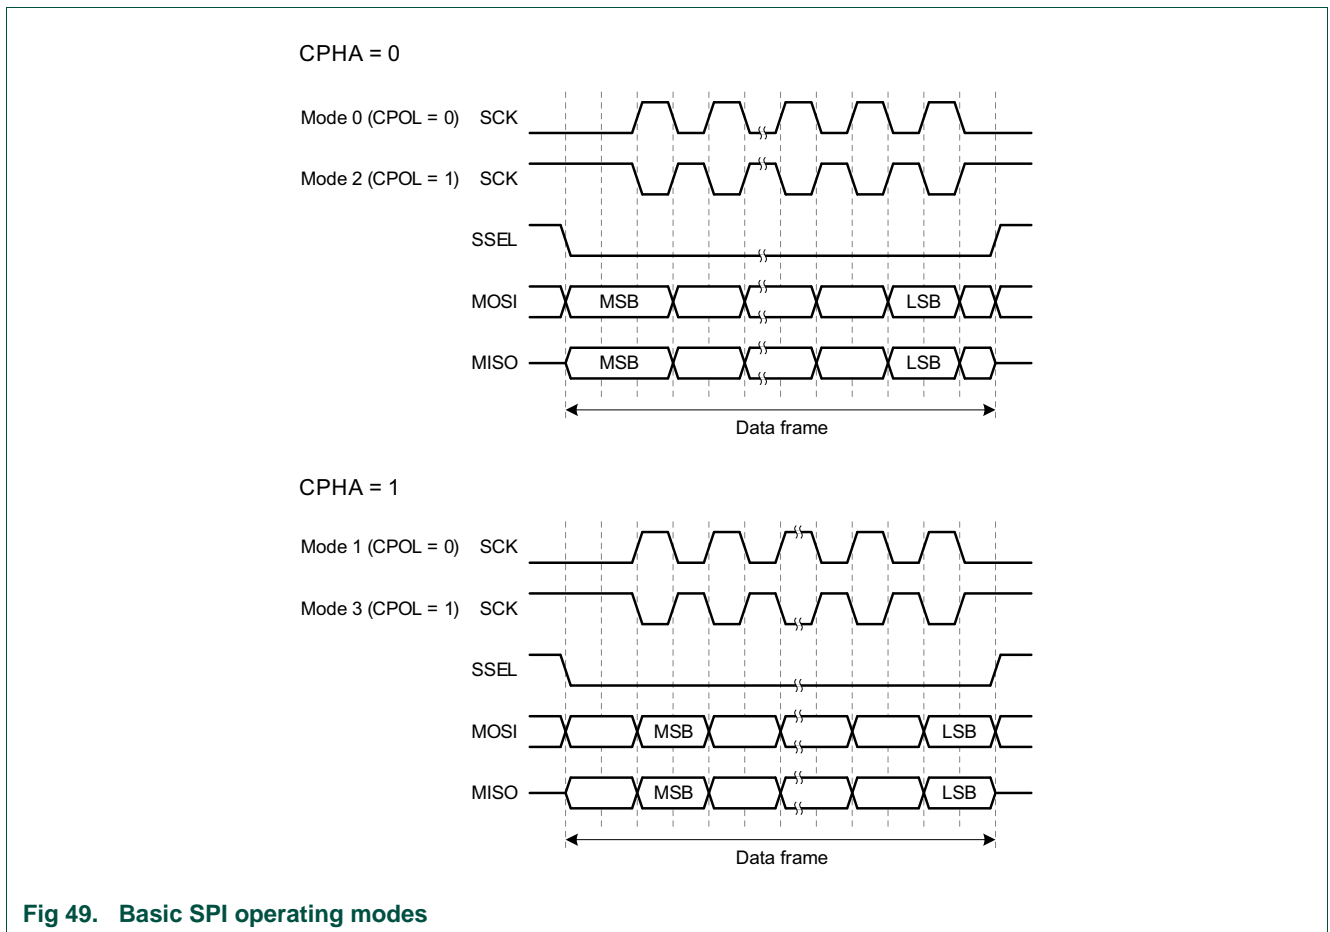 CPHA = 0
Mode 0 (CPOL = 0) SCK
Mode 2 (CPOL = 1) SCK
SSEL
MOSI MSB LSB
MISO MSB LSB
Data frame
CPHA = 1
Mode 1 (CPOL = 0) SCK
Mode 3 (CPOL = 1) SCK
SSEL
MOSI MSB LSB
MISO MSB LSB
Data frame
Fig 49. Basic SPI operating modes